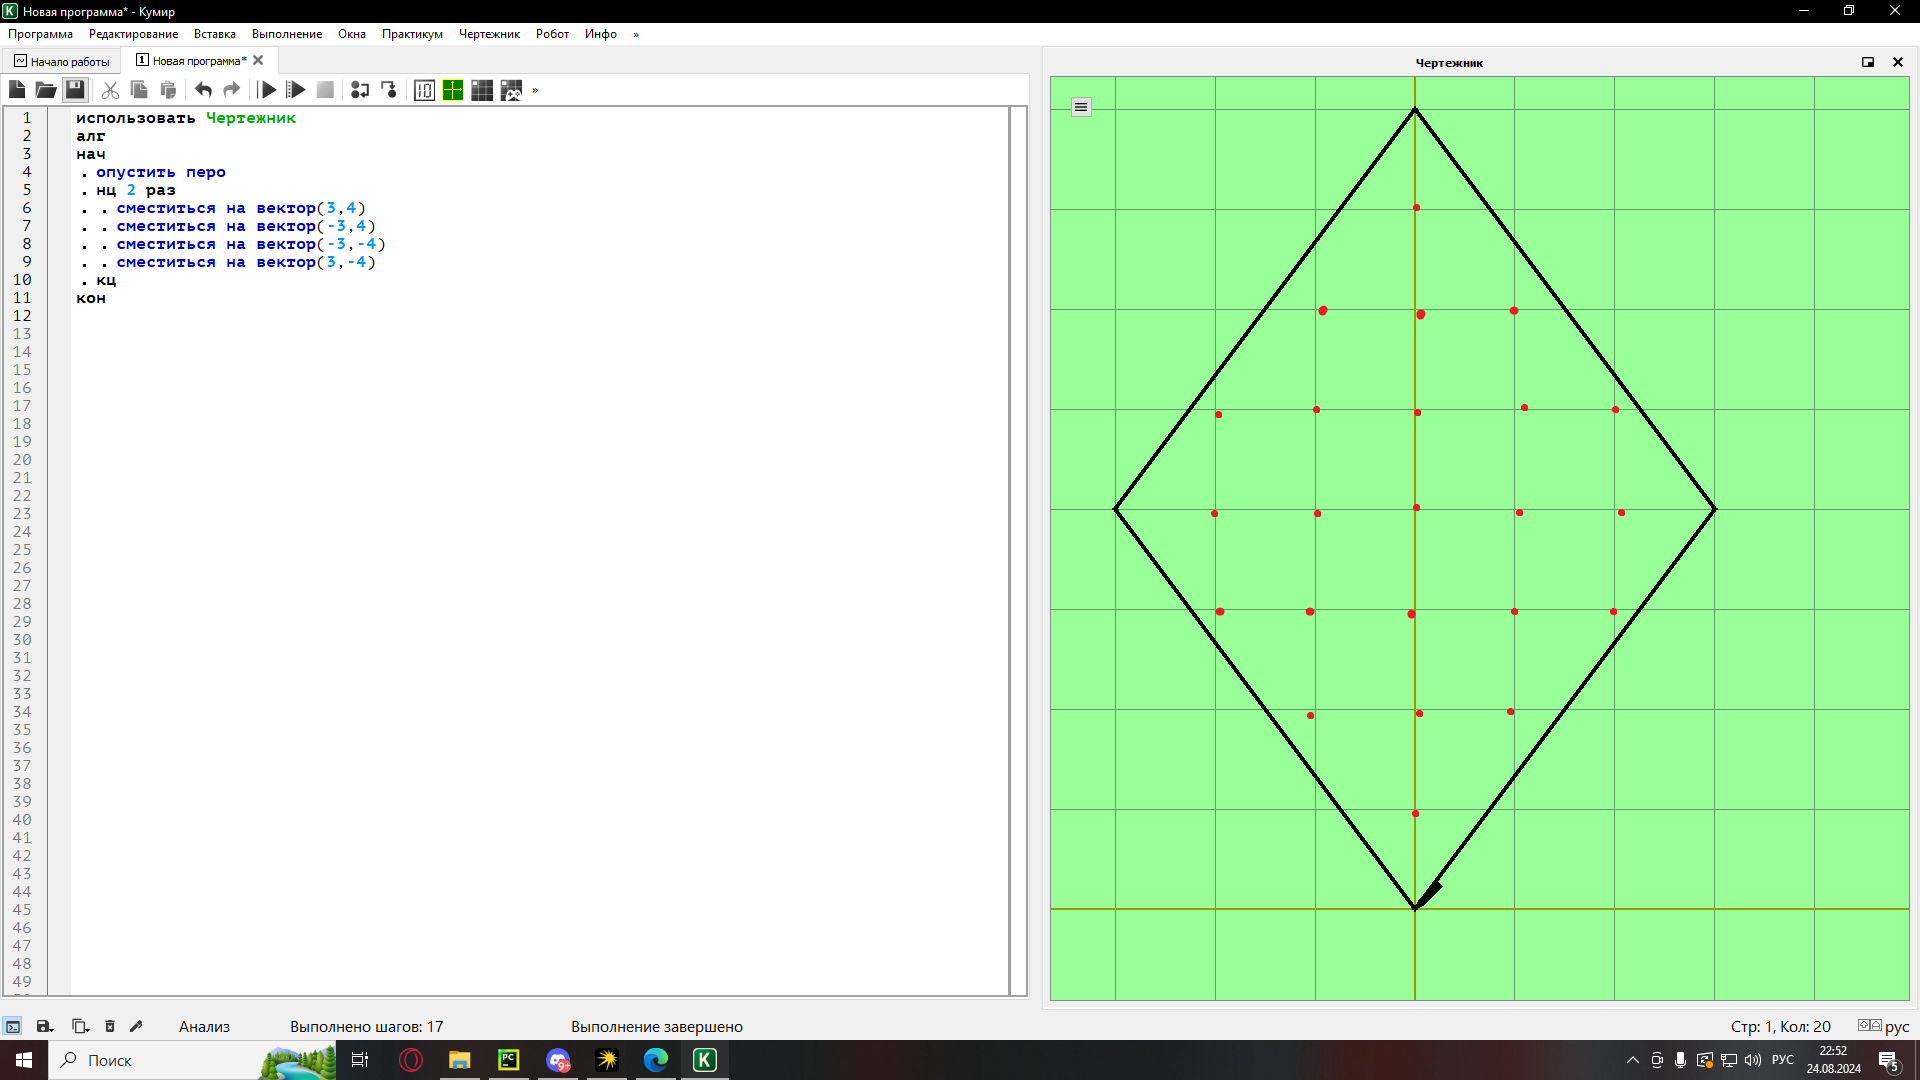 Новая программа* - Кумир
Программа Редактирование Вставка Выполнение Окна Практикум Чертежник Робот Инфо »
Начало работы
Новая программа*
Чертежник
1 использовать Чертежник
2 алг
3 нач
4 . опустить перо
5 . нц 2 раз
6 . . сместиться на вектор(3,4)
7 . . сместиться на вектор(-3,4)
8 . . сместиться на вектор(-3,-4)
9 . . сместиться на вектор(3,-4)
10 . кц
11 кон
12
13
14
15
16
17
18
19
20
21
22
23
24
25
26
27
28
29
30
31
32
33
34
35
36
37
38
39
40
41
42
43
44
45
46
47
48
49
Анализ Выполнено шагов: 17 Выполнение завершено Стр: 1, Кол: 20 рус
Поиск
PC
9+
K
РУС
22:52
24.08.2024
5